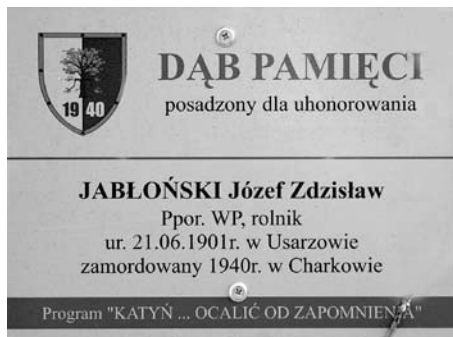 DĄB PAMIĘCI
posadzony dla uhonorowania
19 40
JABŁOŃSKI Józef Zdzisław
Ppor. WP, rolnik
ur. 21.06.1901r. w Usarzowie
zamordowany 1940r. w Charkowie
Program "KATYŃ ... OCALIĆ OD ZAPOMNIENIA"